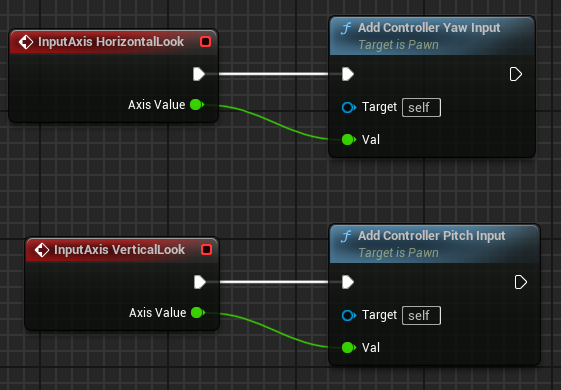 InputAxis HorizontalLook
Axis Value
f Add Controller Yaw Input
Target is Pawn
Target self
Val
InputAxis VerticalLook
Axis Value
f Add Controller Pitch Input
Target is Pawn
Target self
Val